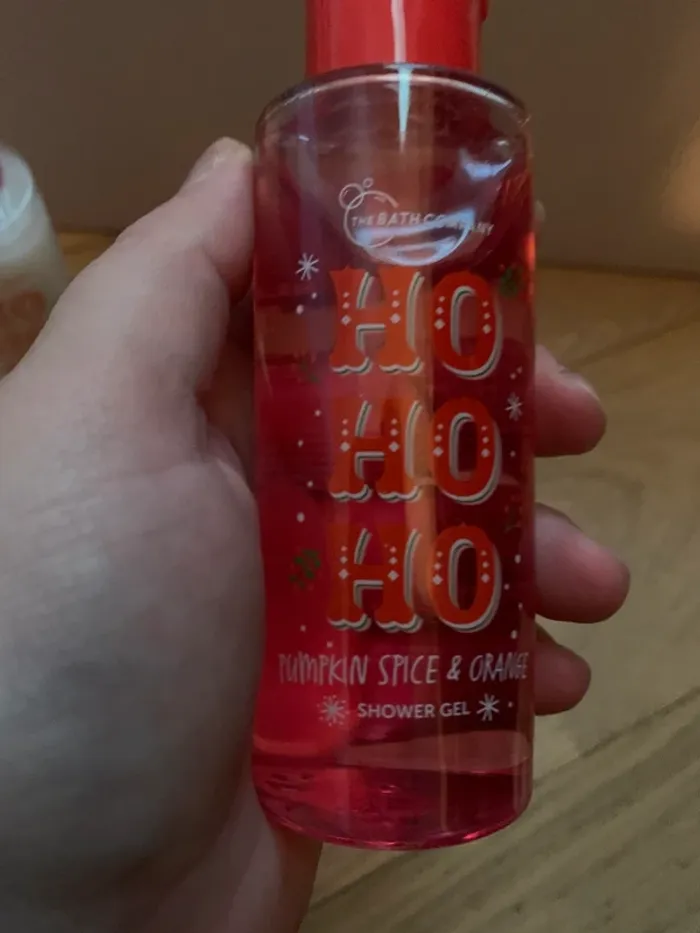 THE BATH COMPANY
HO
HO
HO
PUMPKIN SPICE & ORANGE
SHOWER GEL